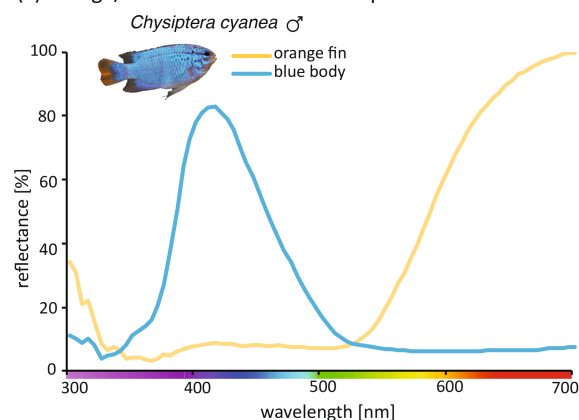 Chysiptera cyanea ♂
orange fin
blue body
100
80
60
40
20
0
reflectance [%]
300 400 500 600 700
wavelength [nm]